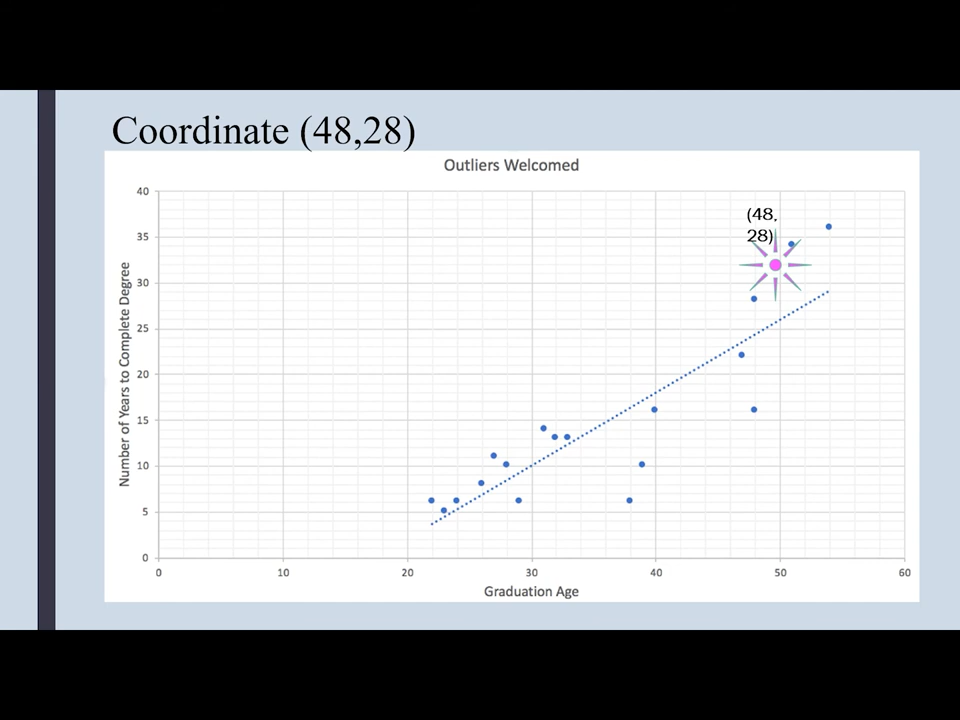 Coordinate (48,28)
Outliers Welcomed
40
35
30
25
20
15
10
5
0
Number of Years to Complete Degree
(48,
28)
0 10 20 30 40 50 60
Graduation Age